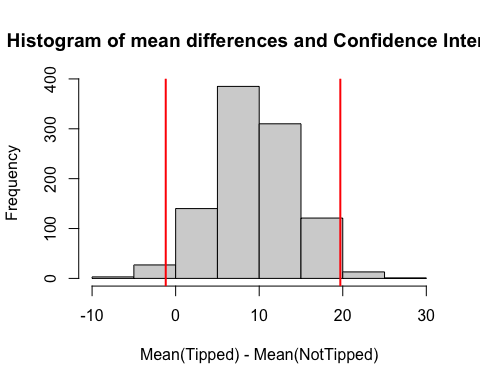 Histogram of mean differences and Confidence Inter
Frequency
400
300
200
100
0
-10 0 10 20 30
Mean(Tipped) - Mean(NotTipped)